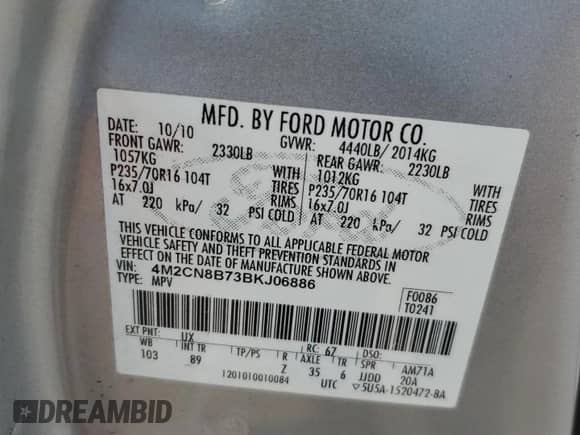 MFD. BY FORD MOTOR CO.
DATE: 10/10 GVWR: 4440LB/ 2014KG
FRONT GAWR: 2330LB REAR GAWR: 2230LB
1057KG WITH 1012KG WITH
P235/70R16 104T TIRES P235/70R16 104T TIRES
16x7.0J RIMS 16x7.0J RIMS
AT 220 kPa/ 32 PSI COLD AT 220 kPa/ 32 PSI COLD
THIS VEHICLE CONFORMS TO ALL APPLICABLE FEDERAL MOTOR
VEHICLE SAFETY AND THEFT PREVENTION STANDARDS IN
EFFECT ON THE DATE OF MANUFACTURE SHOWN ABOVE.
VIN: 4M2CN8B73BKJ06886 F0086
TYPE: MPV T0241
EXT PNT: UX RC: 67 DSO:
WB INT TR TP/PS R AXLE TR SPR AM71A
103 89 Z 35 6 JJDD 20A
1201010010084 UTC 5U5A-1520472-BA
DREAMBID